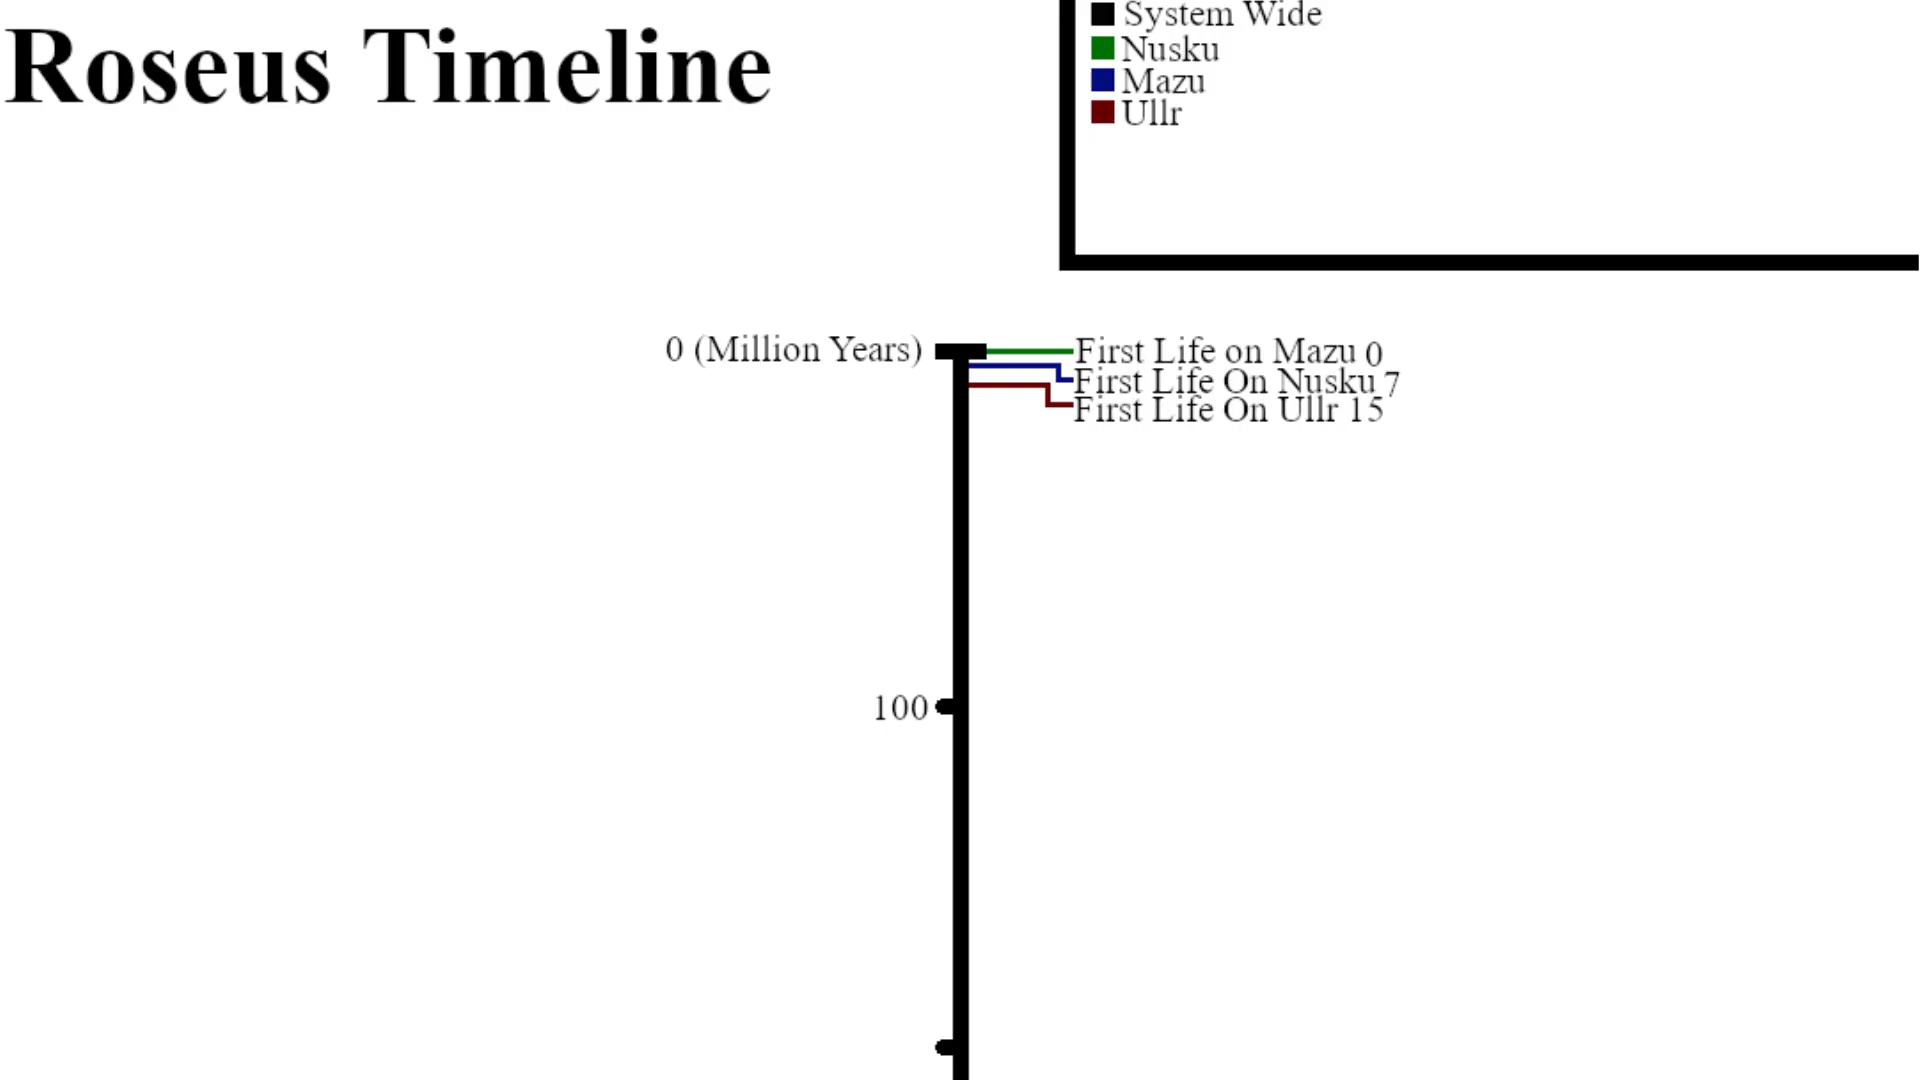 Roseus Timeline
System Wide
Nusku
Mazu
Ullr
0 (Million Years)
First Life on Mazu 0
First Life On Nusku 7
First Life On Ullr 15
100